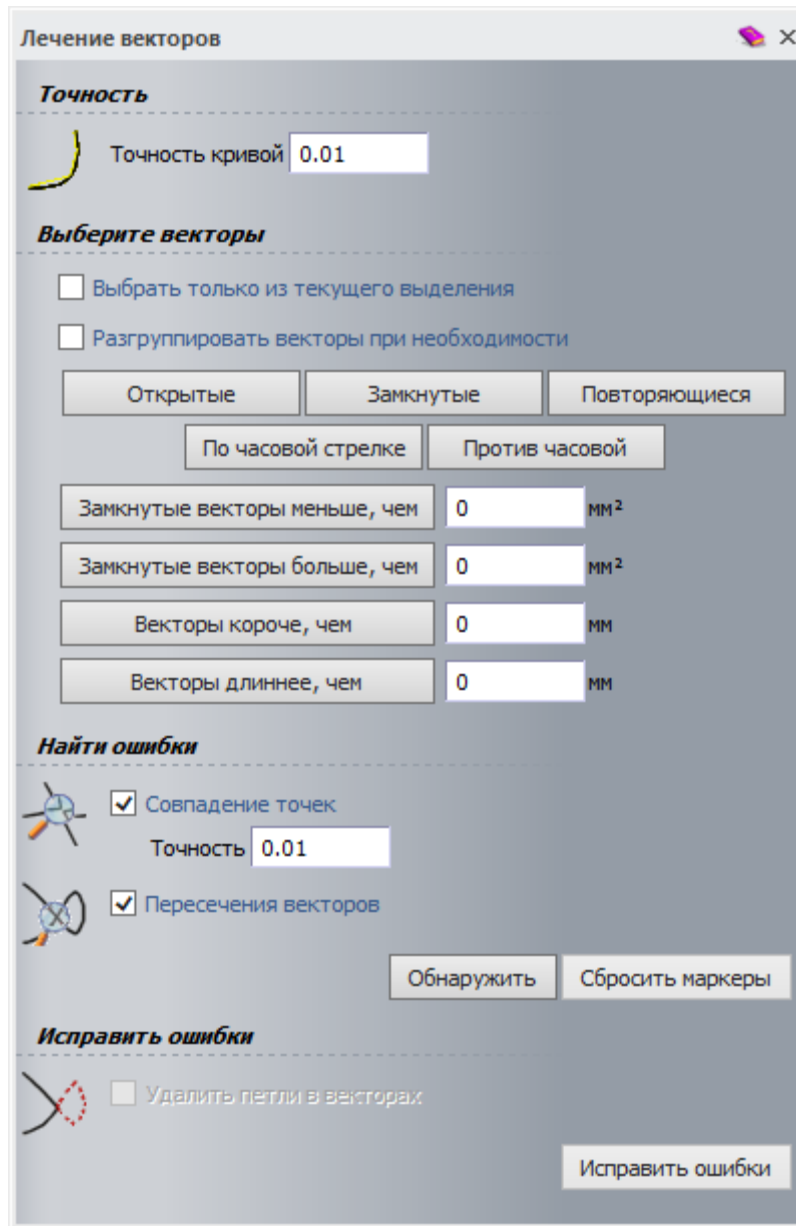 Лечение векторов
Точность
Точность кривой 0.01
Выберите векторы
Выбрать только из текущего выделения
Разгруппировать векторы при необходимости
Открытые Замкнутые Повторяющиеся
По часовой стрелке Против часовой
Замкнутые векторы меньше, чем 0 мм²
Замкнутые векторы больше, чем 0 мм²
Векторы короче, чем 0 мм
Векторы длиннее, чем 0 мм
Найти ошибки
Совпадение точек
Точность 0.01
Пересечения векторов
Обнаружить Сбросить маркеры
Исправить ошибки
Удалить петли в векторах
Исправить ошибки